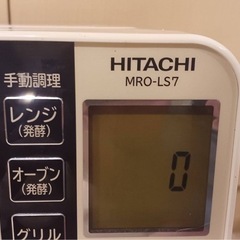 HITACHI
MRO-LS7
手動調理
レンジ
(発酵)
0
オーブン
(発酵)
グリル